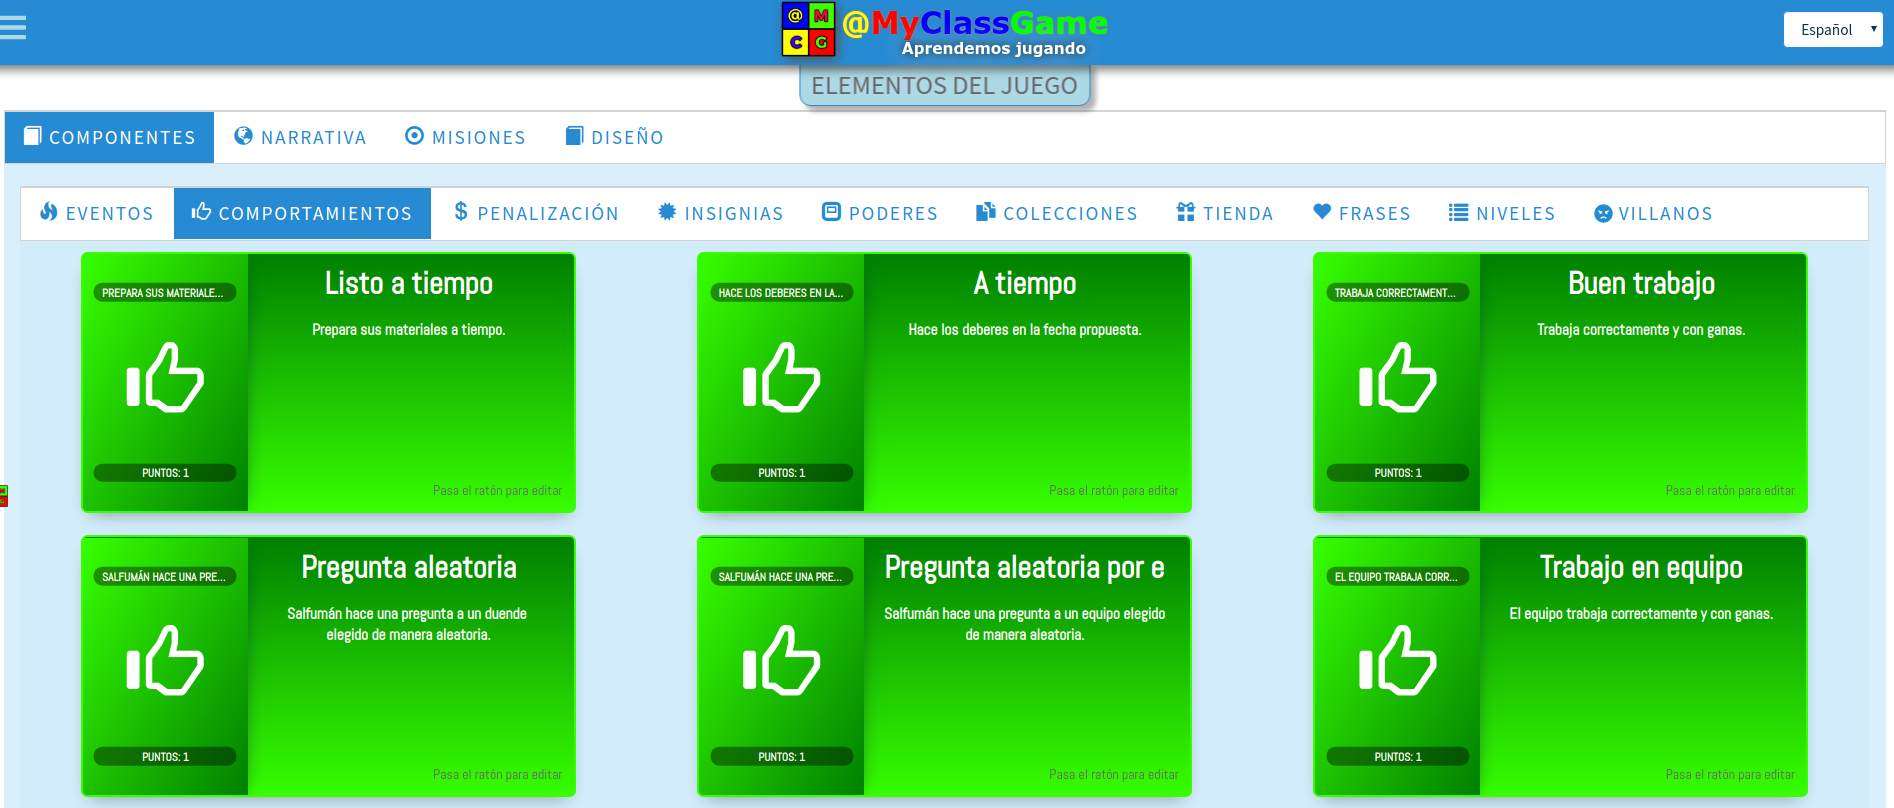 @ M
C G
@MyClassGame
Aprendemos jugando
Español
ELEMENTOS DEL JUEGO
COMPONENTES NARRATIVA MISIONES DISEÑO
EVENTOS COMPORTAMIENTOS $ PENALIZACIÓN INSIGNIAS PODERES COLECCIONES TIENDA FRASES NIVELES VILLANOS
PREPARA SUS MATERIALE...
Listo a tiempo
Prepara sus materiales a tiempo.
PUNTOS: 1
Pasa el ratón para editar
HACE LOS DEBERES EN LA...
A tiempo
Hace los deberes en la fecha propuesta.
PUNTOS: 1
Pasa el ratón para editar
TRABAJA CORRECTAMENT...
Buen trabajo
Trabaja correctamente y con ganas.
PUNTOS: 1
Pasa el ratón para editar
SALFUMÁN HACE UNA PRE...
Pregunta aleatoria
Salfumán hace una pregunta a un duende
elegido de manera aleatoria.
PUNTOS: 1
Pasa el ratón para editar
SALFUMÁN HACE UNA PRE...
Pregunta aleatoria por e
Salfumán hace una pregunta a un equipo elegido
de manera aleatoria.
PUNTOS: 1
Pasa el ratón para editar
EL EQUIPO TRABAJA CORR...
Trabajo en equipo
El equipo trabaja correctamente y con ganas.
PUNTOS: 1
Pasa el ratón para editar